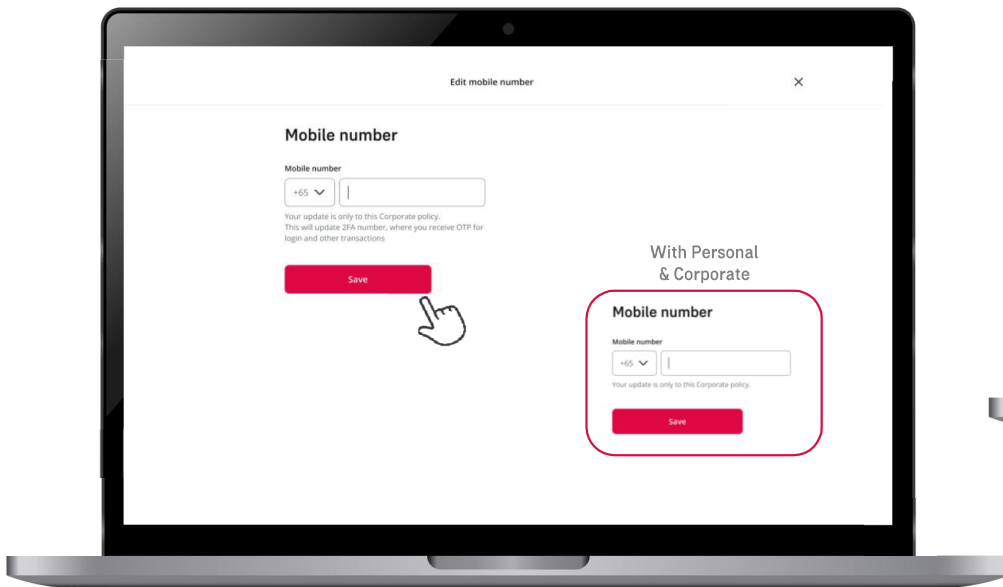 Edit mobile number
Mobile number
Mobile number
+65
Your update is only to this Corporate policy.
This will update 2FA number, where you receive OTP for
login and other transactions
Save
With Personal
& Corporate
Mobile number
Mobile number
+65
Your update is only to this Corporate policy.
Save